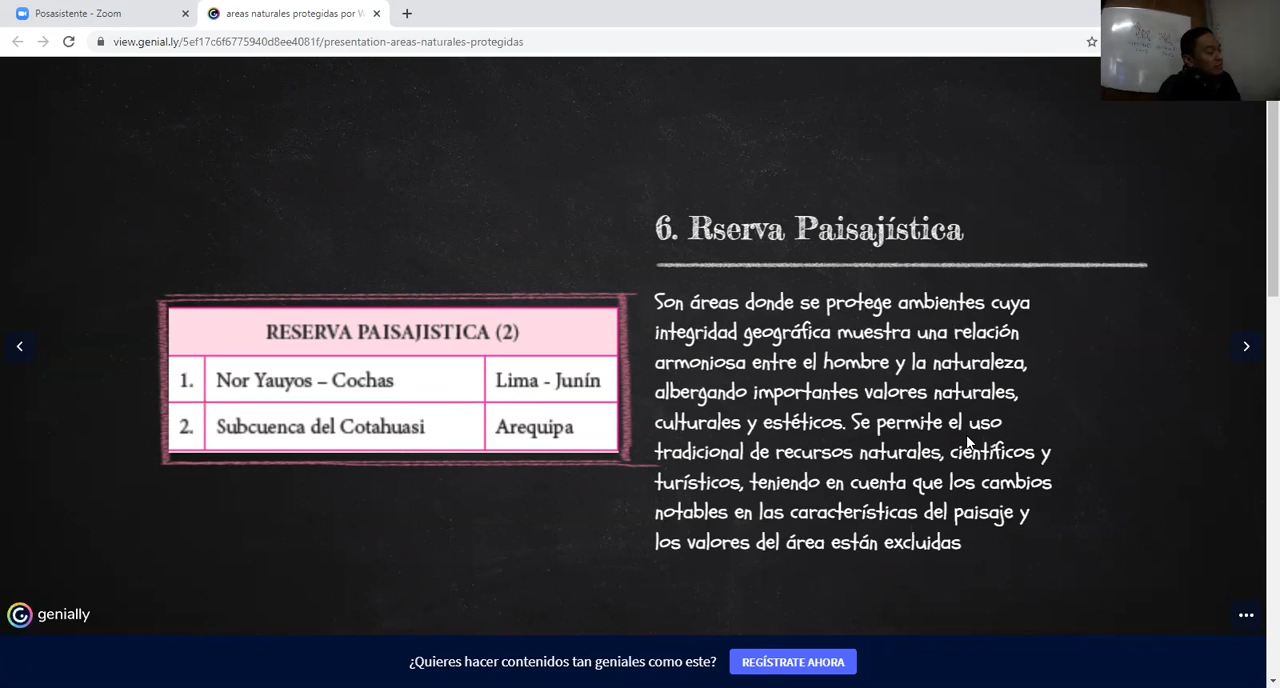 Posasistente - Zoom
areas naturales protegidas por W
view.genial.ly/5ef17c6f6775940d8ee4081f/presentation-areas-naturales-protegidas
6. Rserva Paisajística
RESERVA PAISAJISTICA (2)
1. Nor Yauyos – Cochas Lima - Junín
2. Subcuenca del Cotahuasi Arequipa
Son áreas donde se protege ambientes cuya
integridad geográfica muestra una relación
armoniosa entre el hombre y la naturaleza,
albergando importantes valores naturales,
culturales y estéticos. Se permite el uso
tradicional de recursos naturales, científicos y
turísticos, teniendo en cuenta que los cambios
notables en las características del paisaje y
los valores del área están excluidas
genially
¿Quieres hacer contenidos tan geniales como este?
REGÍSTRATE AHORA